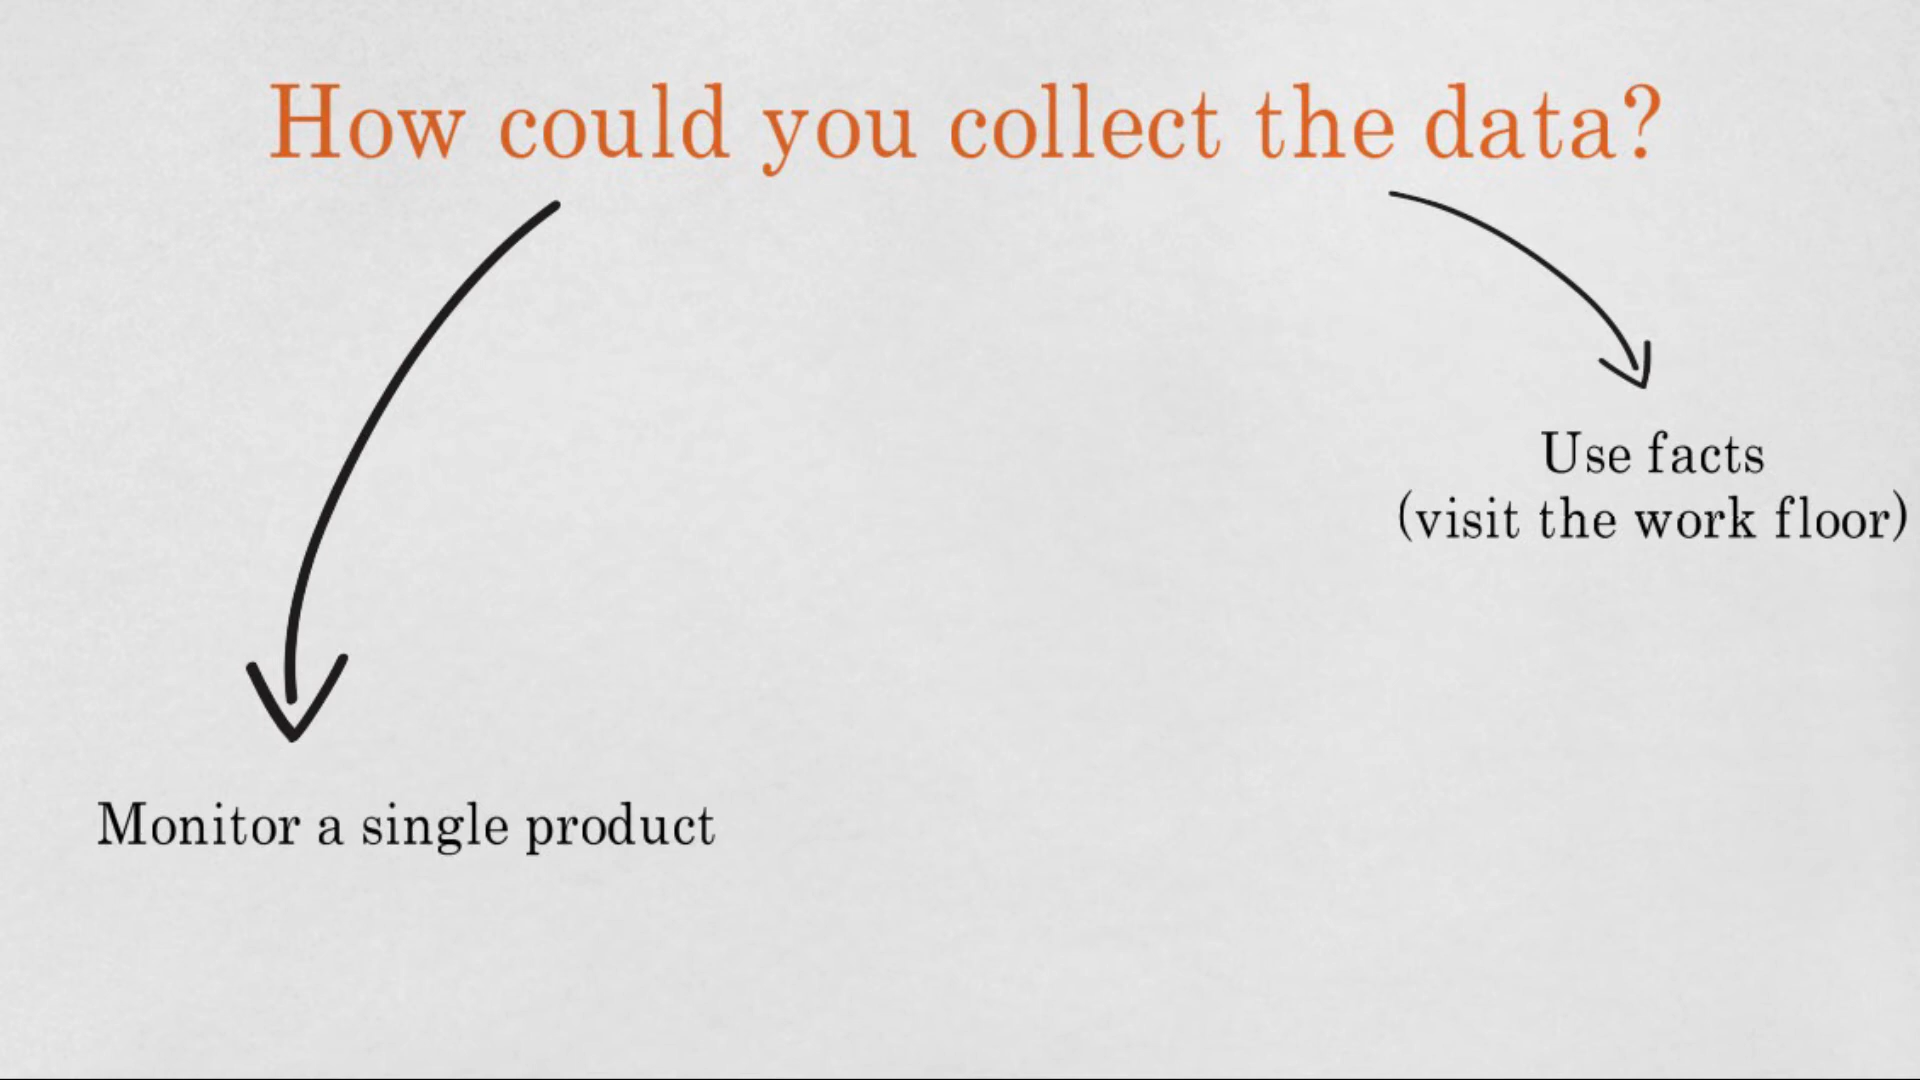 How could you collect the data?
Use facts
(visit the work floor)
Monitor a single product